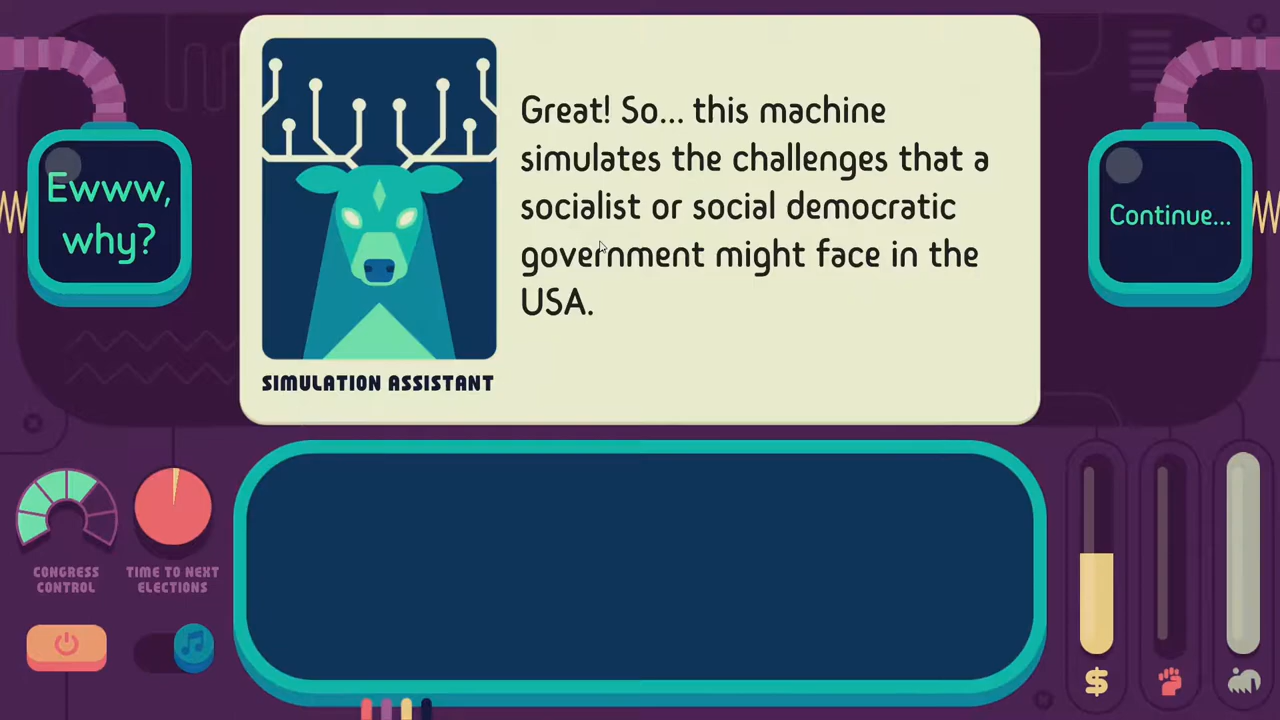 Great! So... this machine
simulates the challenges that a
socialist or social democratic
government might face in the
USA.
SIMULATION ASSISTANT
Ewww,
why?
Continue...
CONGRESS
CONTROL
TIME TO NEXT
ELECTIONS
$